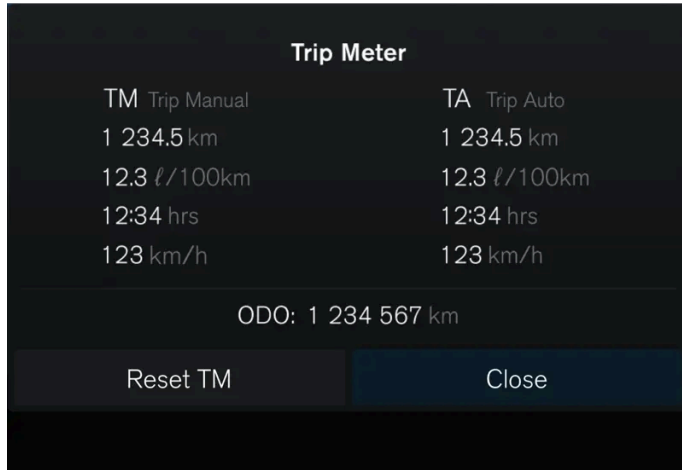 Trip Meter
TM Trip Manual
TA Trip Auto
1 234.5 km
1 234.5 km
12.3 ℓ/100km
12.3 ℓ/100km
12:34 hrs
12:34 hrs
123 km/h
123 km/h
ODO: 1 234 567 km
Reset TM
Close